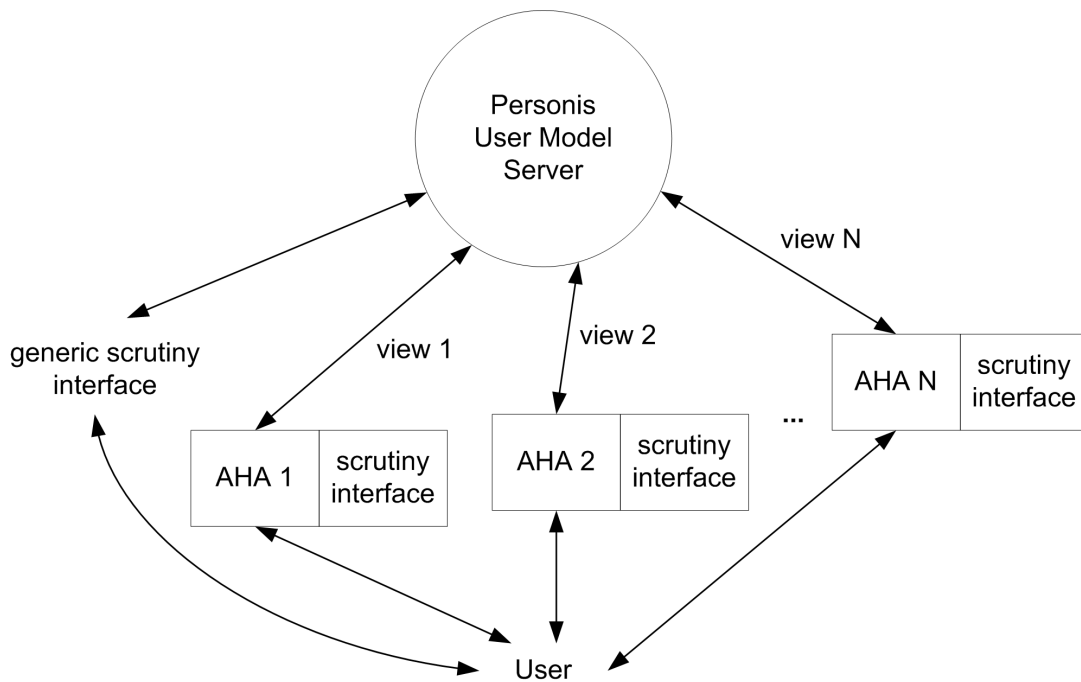 Personis
User Model
Server
view N
view 1
view 2
generic scrutiny
interface
AHA 1
scrutiny
interface
AHA 2
scrutiny
interface
...
AHA N
scrutiny
interface
User